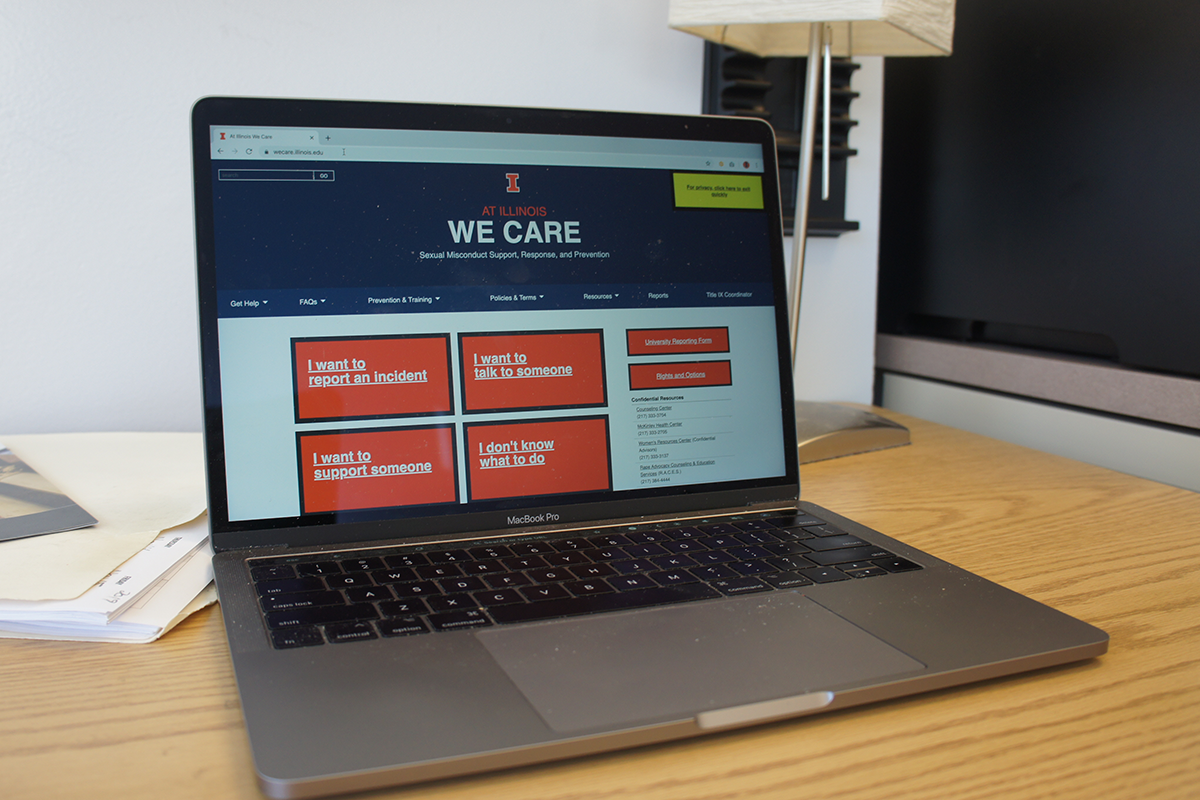 At Illinois We Care
wecare.illinois.edu
Search
GO
For privacy, click here to exit
quickly
I
AT ILLINOIS
WE CARE
Sexual Misconduct Support, Response, and Prevention
Get Help
FAQs
Prevention & Training
Policies & Terms
Resources
Reports
Title IX Coordinator
I want to
report an incident
I want to
talk to someone
I want to
support someone
I don't know
what to do
University Reporting Form
Rights and Options
Confidential Resources
Counseling Center
(217) 333-3704
McKinley Health Center
(217) 333-2705
Women's Resources Center (Confidential
Advisors)
(217) 333-3137
Rape Advocacy Counseling & Education
Services (R.A.C.E.S.)
(217) 384-4444
MacBook Pro
tab
Q W E R T Y U I O P
caps lock
A S D F G H J K L
shift
Z X C V B N M
fn
control
option
command
command
option